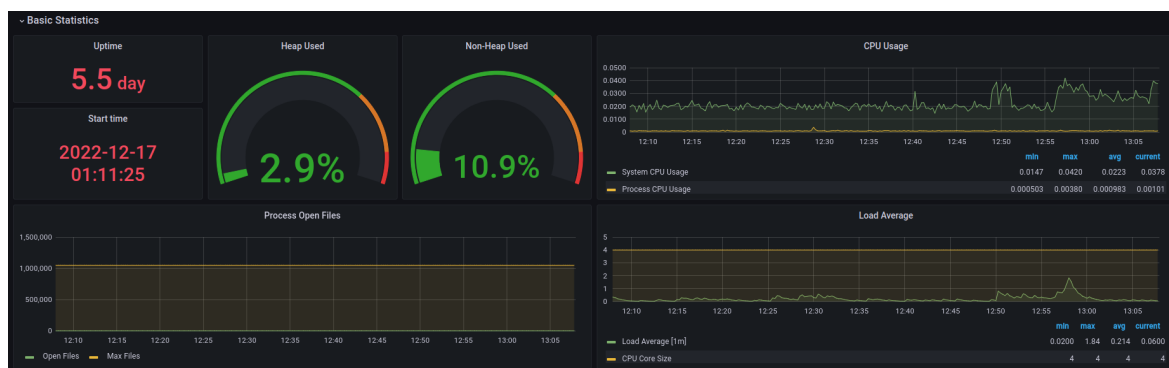 Basic Statistics
Uptime
5.5 day
Start time
2022-12-17
01:11:25
Heap Used
2.9%
Non-Heap Used
10.9%
CPU Usage
0.0500
0.0400
0.0300
0.0200
0.0100
0
12:10 12:15 12:20 12:25 12:30 12:35 12:40 12:45 12:50 12:55 13:00 13:05
min max avg current
System CPU Usage 0.0147 0.0420 0.0223 0.0378
Process CPU Usage 0.000503 0.00380 0.000983 0.00101
Process Open Files
1,500,000
1,000,000
500,000
0
12:10 12:15 12:20 12:25 12:30 12:35 12:40 12:45 12:50 12:55 13:00 13:05
Open Files Max Files
Load Average
5
4
3
2
1
0
12:10 12:15 12:20 12:25 12:30 12:35 12:40 12:45 12:50 12:55 13:00 13:05
min max avg current
Load Average [1m] 0.0200 1.84 0.214 0.0600
CPU Core Size 4 4 4 4